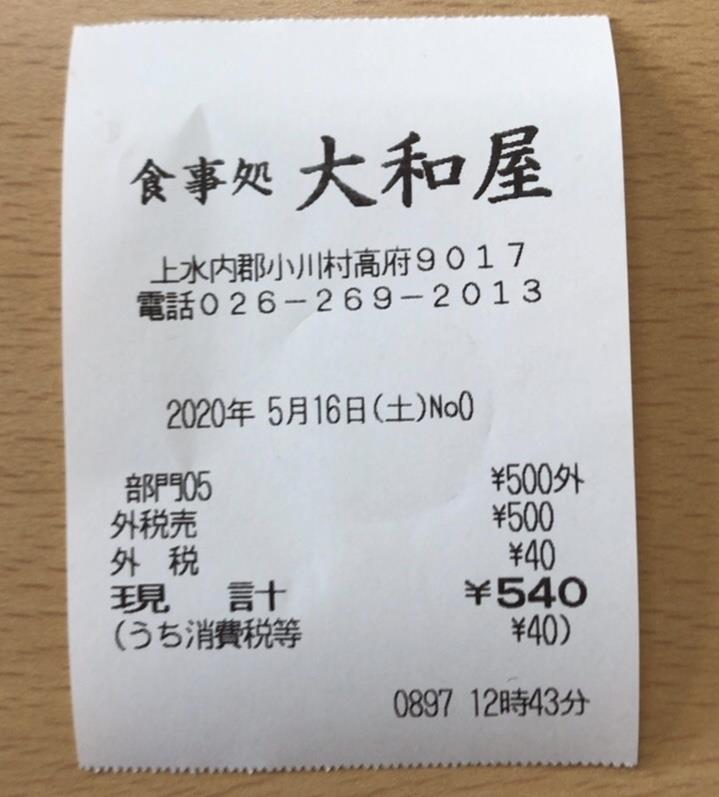 食事処 大和屋
上水内郡小川村高府９０１７
電話０２６－２６９－２０１３
2020年 5月16日(土)No0
部門05 ¥500外
外税売 ¥500
外 税 ¥40
現 計 ¥540
(うち消費税等 ¥40)
0897 12時43分